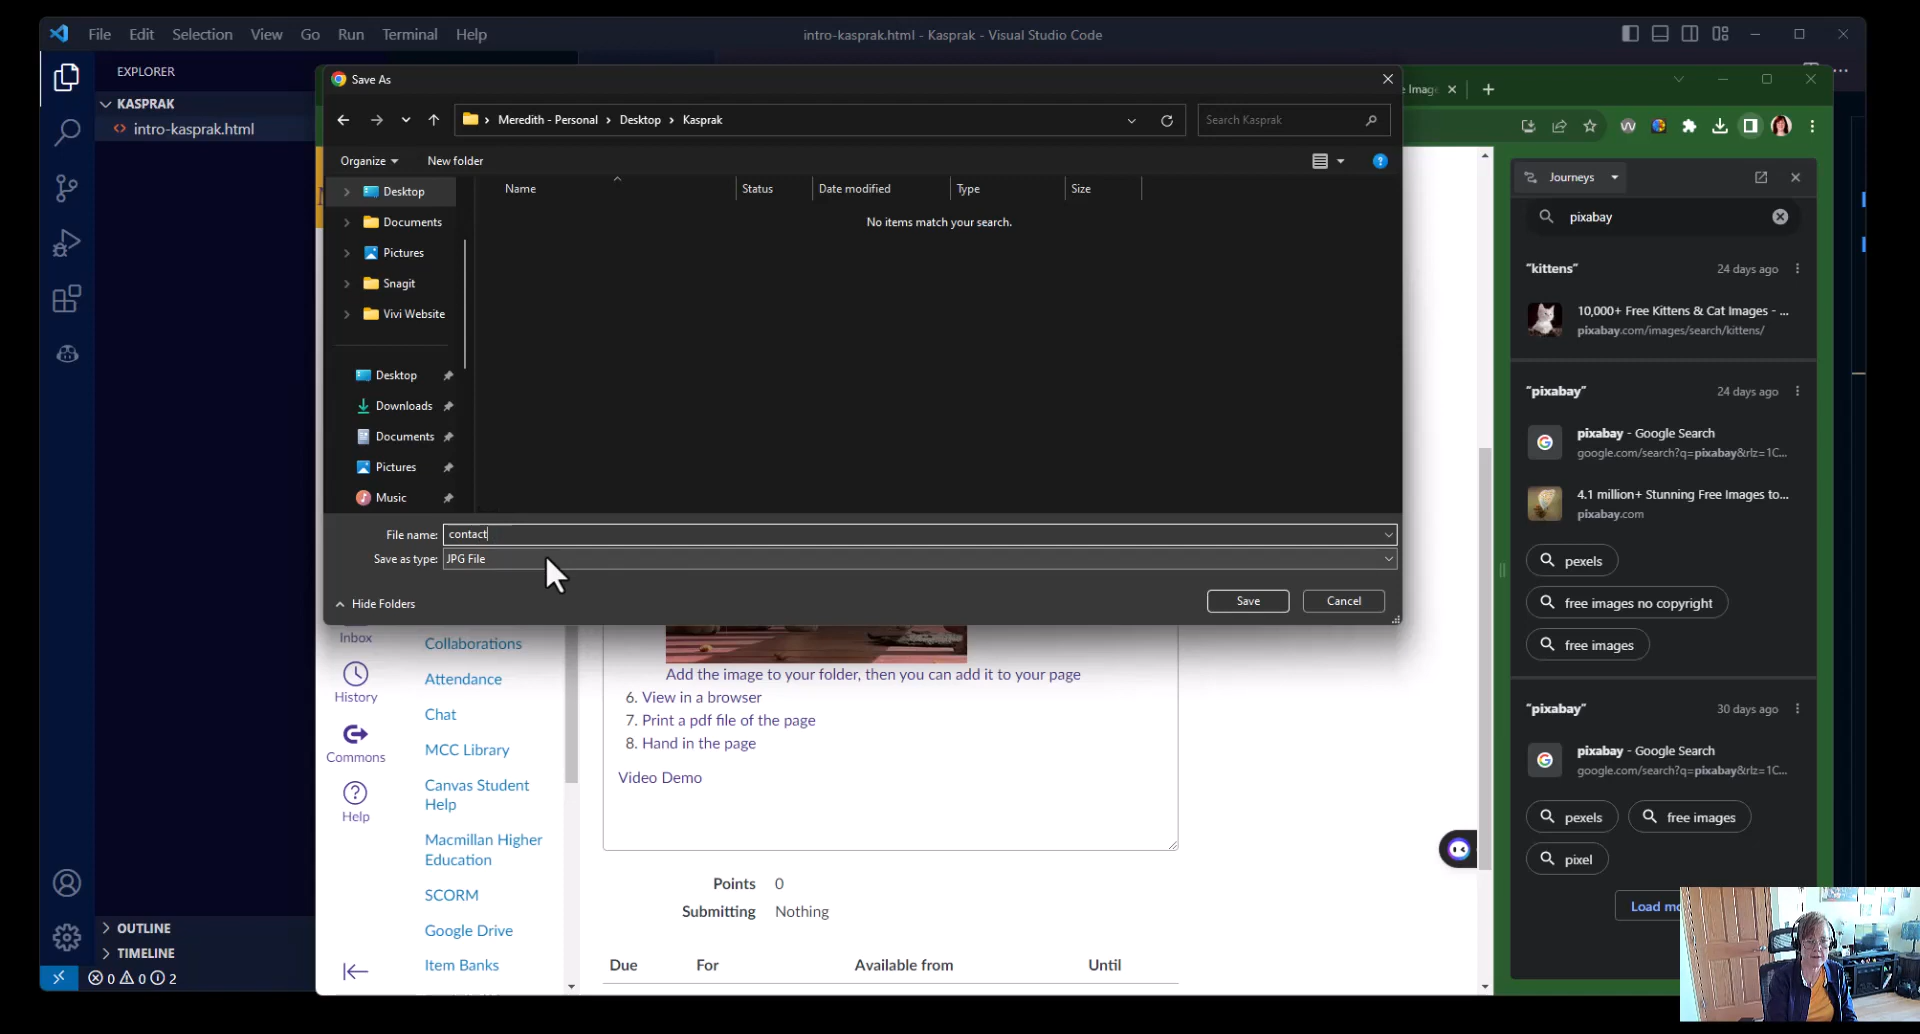 File Edit Selection View Go Run Terminal Help
intro-kasprak.html - Kasprak - Visual Studio Code
EXPLORER
KASPRAK
intro-kasprak.html
OUTLINE
TIMELINE
0 0 2
Save As
Meredith - Personal Desktop Kasprak
Search Kasprak
Organize New folder
Name Status Date modified Type Size
No items match your search.
Desktop
Documents
Pictures
Snagit
Vivi Website
Desktop
Downloads
Documents
Pictures
Music
File name: contact
Save as type: JPG File
Hide Folders
Save Cancel
Inbox
History
Commons
Help
Collaborations
Attendance
Chat
MCC Library
Canvas Student
Help
Macmillan Higher
Education
SCORM
Google Drive
Item Banks
Add the image to your folder, then you can add it to your page
6. View in a browser
7. Print a pdf file of the page
8. Hand in the page
Video Demo
Points 0
Submitting Nothing
Due For Available from Until
e Imag
Journeys
pixabay
"kittens" 24 days ago
10,000+ Free Kittens & Cat Images - ...
pixabay.com/images/search/kittens/
"pixabay" 24 days ago
pixabay - Google Search
google.com/search?q=pixabay&rlz=1C...
4.1 million+ Stunning Free Images to...
pixabay.com
pexels
free images no copyright
free images
"pixabay" 30 days ago
pixabay - Google Search
google.com/search?q=pixabay&rlz=1C...
pexels free images
pixel
Load mo